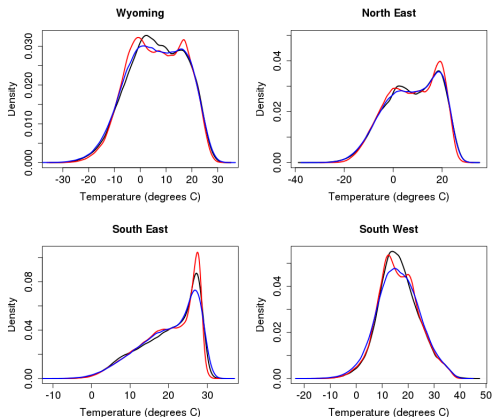 Wyoming
Density
0.000 0.010 0.020 0.030
-30 -20 -10 0 10 20 30
Temperature (degrees C)
North East
Density
0.00 0.02 0.04
-40 -20 0 20
Temperature (degrees C)
South East
Density
0.00 0.04 0.08
-10 0 10 20 30
Temperature (degrees C)
South West
Density
0.00 0.02 0.04
-20 -10 0 10 20 30 40 50
Temperature (degrees C)